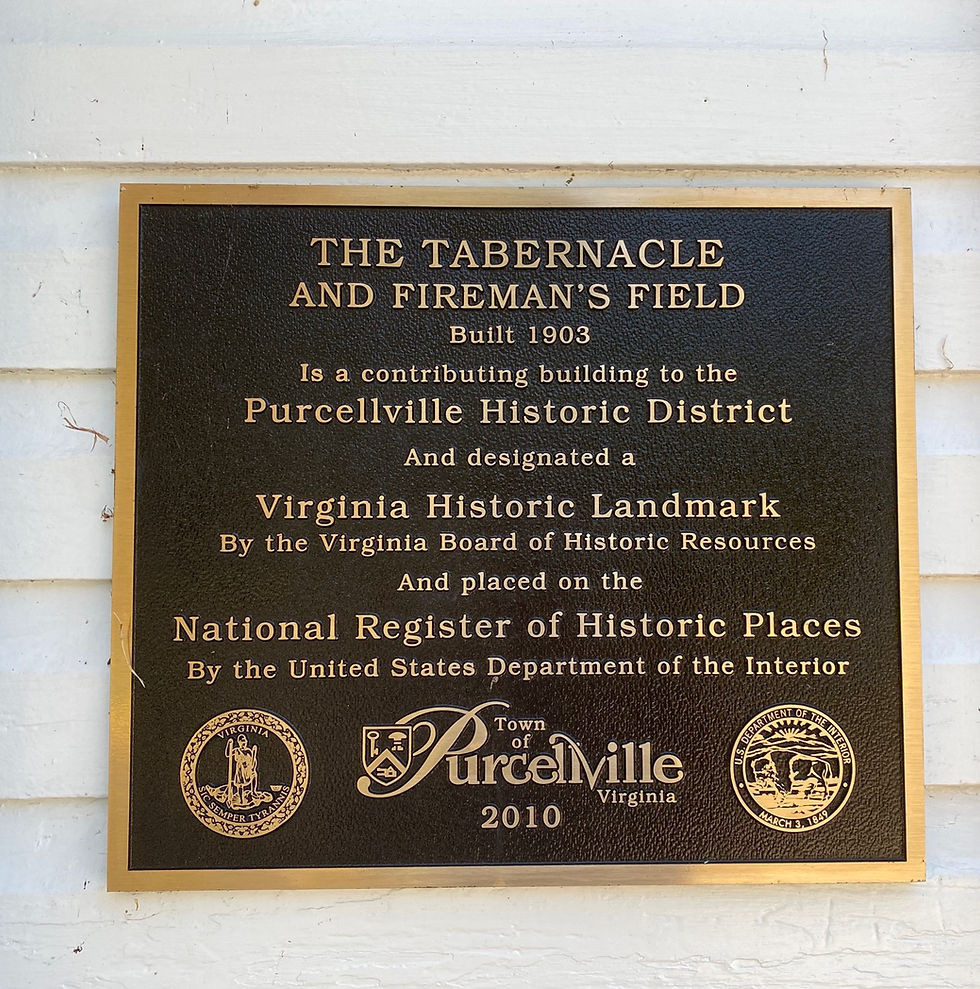 THE TABERNACLE
AND FIREMAN'S FIELD
Built 1903
Is a contributing building to the
Purcellville Historic District
And designated a
Virginia Historic Landmark
By the Virginia Board of Historic Resources
And placed on the
National Register of Historic Places
By the United States Department of the Interior
VIRGINIA
SIC SEMPER TYRANNIS
Town
of
Purcellville
Virginia
2010
U.S. DEPARTMENT OF THE INTERIOR
MARCH 3, 1849